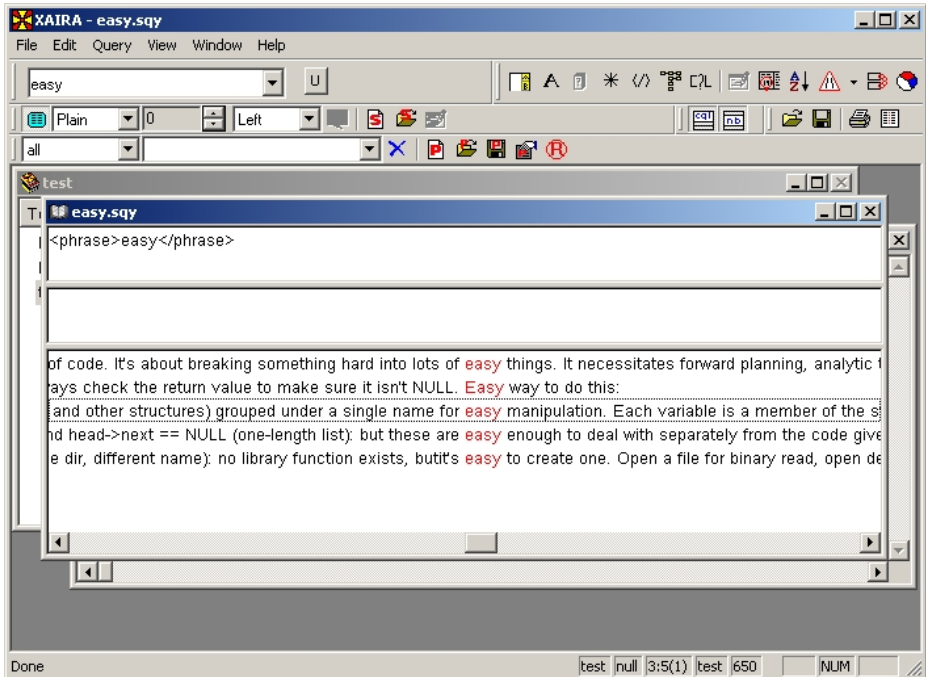 XAIRA - easy.sqy
File Edit Query View Window Help
easy U
Plain 0 Left
all
test
easy.sqy
<phrase>easy</phrase>
of code. It's about breaking something hard into lots of easy things. It necessitates forward planning, analytic
ays check the return value to make sure it isn't NULL. Easy way to do this:
and other structures) grouped under a single name for easy manipulation. Each variable is a member of the
nd head->next == NULL (one-length list): but these are easy enough to deal with separately from the code give
e dir, different name): no library function exists, butit's easy to create one. Open a file for binary read, open de
Done test null 3:5(1) test 650 NUM